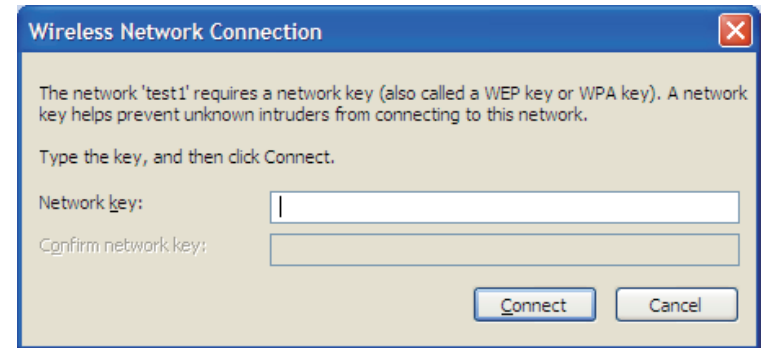 Wireless Network Connection
The network 'test1' requires a network key (also called a WEP key or WPA key). A network
key helps prevent unknown intruders from connecting to this network.
Type the key, and then click Connect.
Network key:
Confirm network key:
Connect Cancel